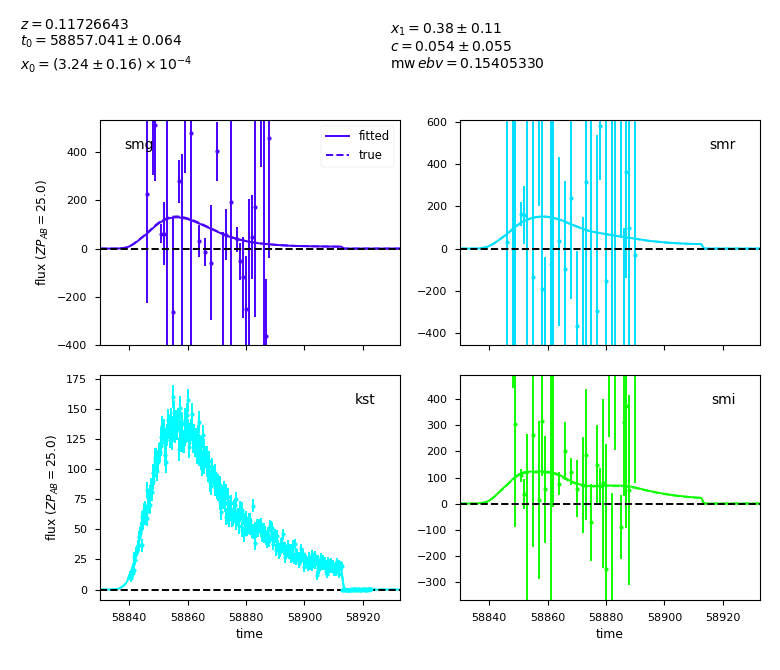 z = 0.11726643
t₀ = 58857.041 ± 0.064
x₀ = (3.24 ± 0.16) × 10⁻⁴
x₁ = 0.38 ± 0.11
c = 0.054 ± 0.055
mwebv = 0.15405330
smg
fitted
true
400
200
0
−200
−400
flux (ZP_AB = 25.0)
smr
600
400
200
0
−200
−400
kst
175
150
125
100
75
50
25
0
flux (ZP_AB = 25.0)
58840 58860 58880 58900 58920
time
smi
400
300
200
100
0
−100
−200
−300
58840 58860 58880 58900 58920
time